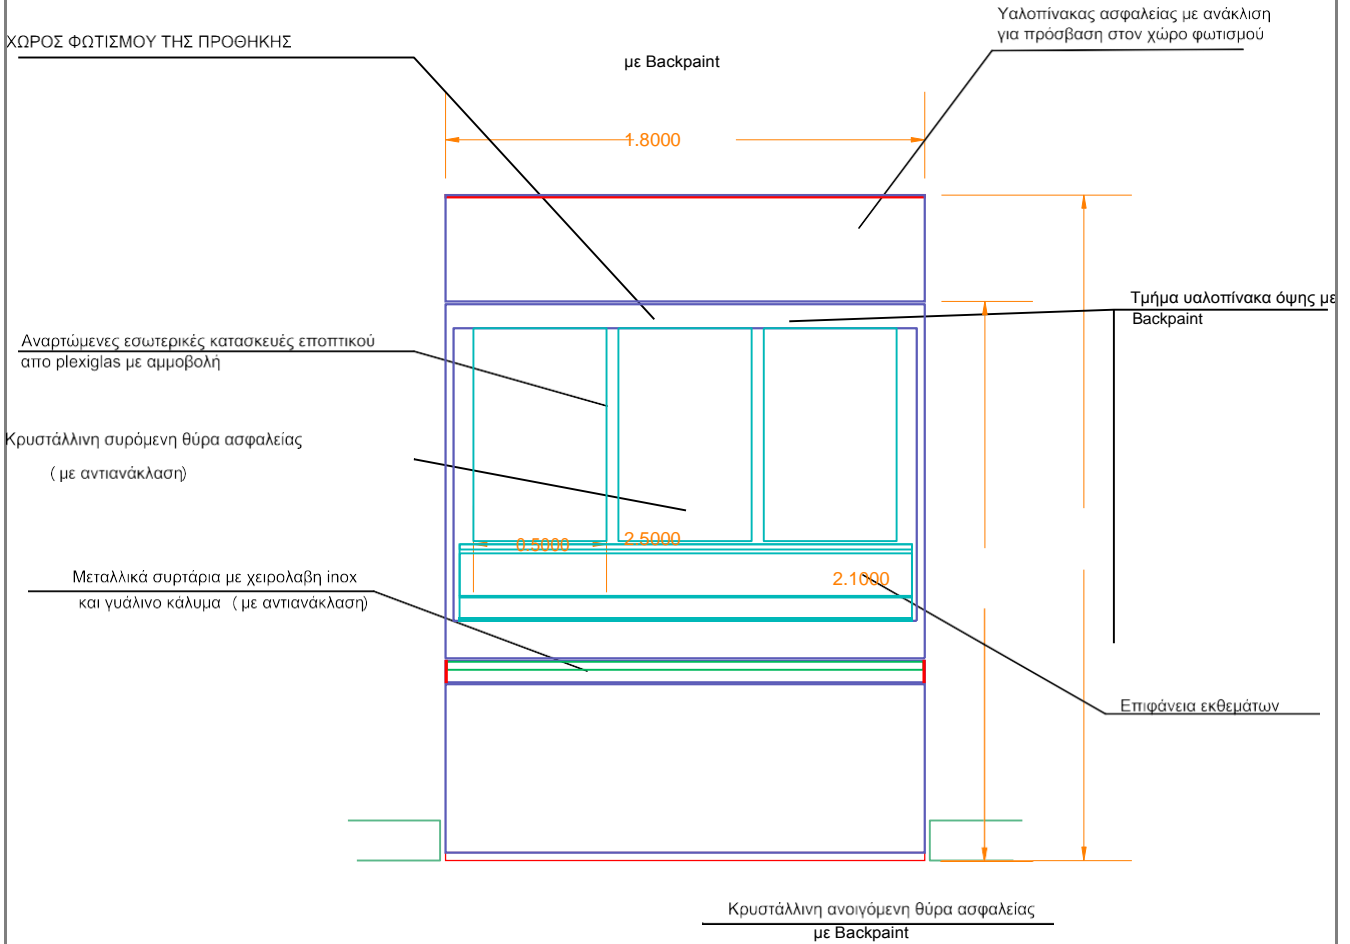 Υαλοπίνακας ασφαλείας με ανάκλιση
για πρόσβαση στον χώρο φωτισμού
ΧΩΡΟΣ ΦΩΤΙΣΜΟΥ ΤΗΣ ΠΡΟΘΗΚΗΣ
με Backpaint
1.8000
Τμήμα υαλοπίνακα όψης με
Backpaint
Αναρτώμενες εσωτερικές κατασκευές εποπτικού
απο plexiglas με αμμοβολή
Κρυστάλλινη συρόμενη θύρα ασφαλείας
( με αντιανάκλαση)
0.5000
2.5000
2.1000
Μεταλλικά συρτάρια με χειρολαβη inox
και γυάλινο κάλυμα ( με αντιανάκλαση)
Επιφάνεια εκθεμάτων
Κρυστάλλινη ανοιγόμενη θύρα ασφαλείας
με Backpaint